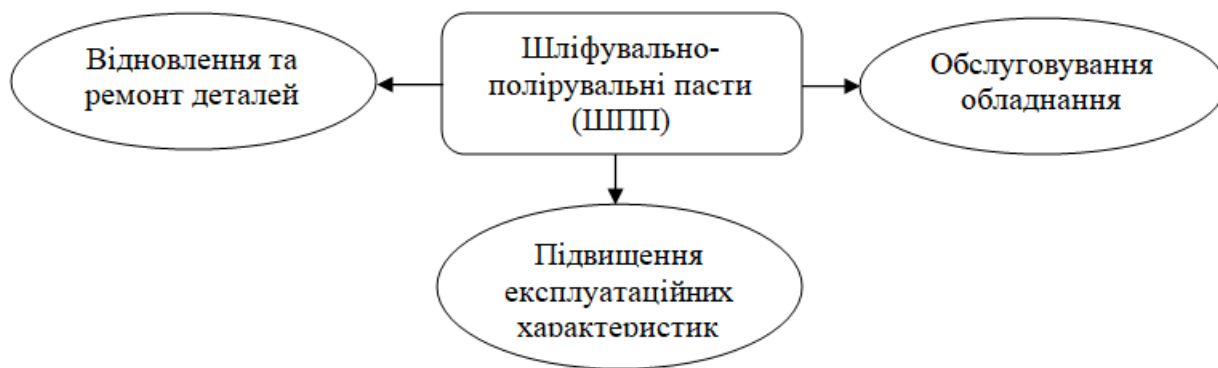 Відновлення та
ремонт деталей
Шліфувально-
полірувальні пасти
(ШПП)
Обслуговування
обладнання
Підвищення
експлуатаційних
характеристик